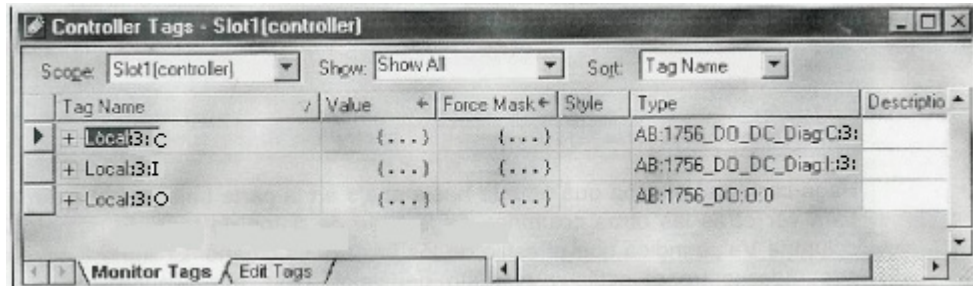 Controller Tags - Slot1(controller)
Scope: Slot1(controller) Show: Show All Sort: Tag Name
Tag Name Value Force Mask Style Type Descriptio
+ Local:3:C {...} {...} AB:1756_DO_DC_Diag:C:3:
+ Local:3:I {...} {...} AB:1756_DO_DC_Diag:I:3:
+ Local:3:O {...} {...} AB:1756_DO:O:0
Monitor Tags Edit Tags